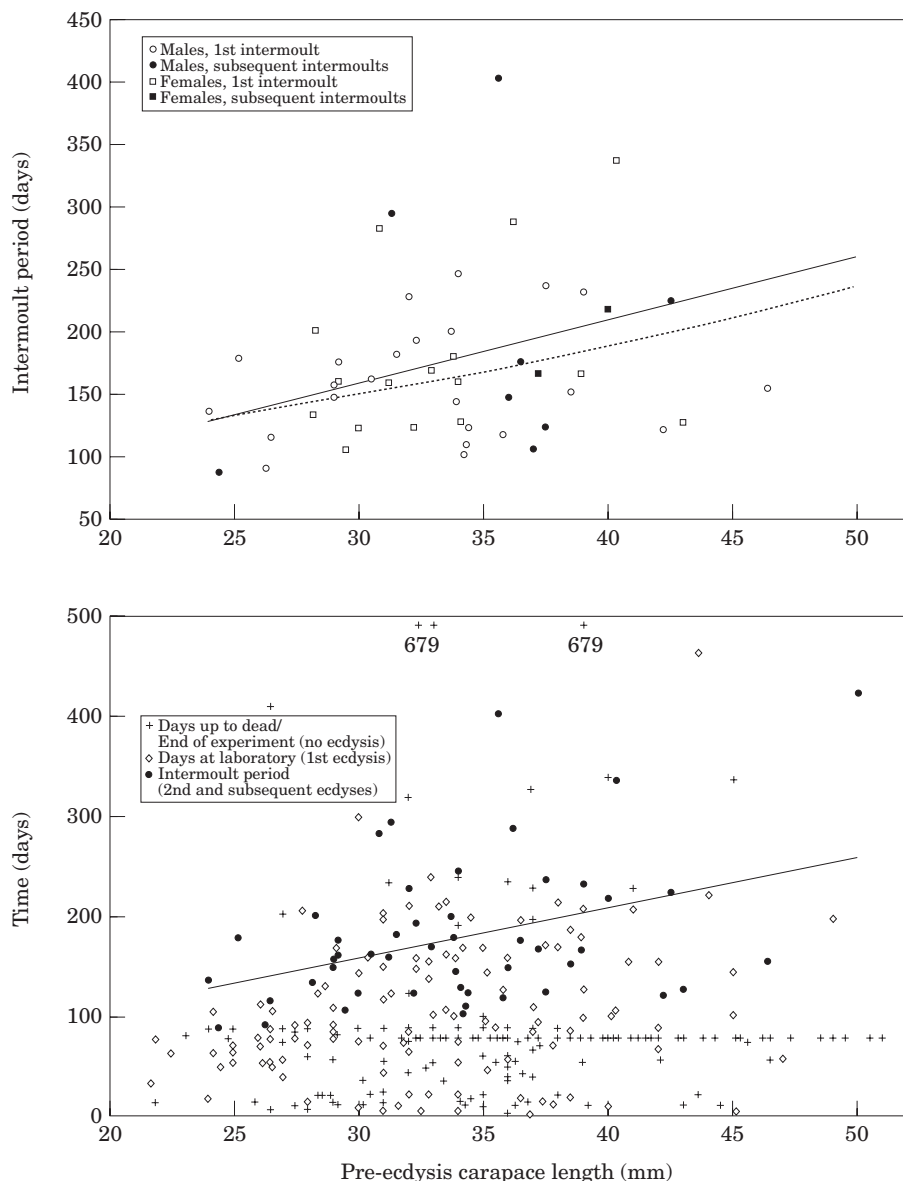 450
400
350
300
250
200
150
100
50
Intermoult period (days)
○ Males, 1st intermoult
● Males, subsequent intermoults
□ Females, 1st intermoult
■ Females, subsequent intermoults
20 25 30 35 40 45 50
500
400
300
200
100
0
Time (days)
679 679
+ Days up to dead/
End of experiment (no ecdysis)
◇ Days at laboratory (1st ecdysis)
● Intermoult period
(2nd and subsequent ecdyses)
20 25 30 35 40 45 50
Pre-ecdysis carapace length (mm)